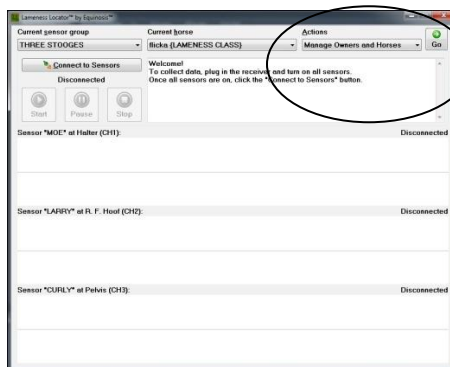 Lameness Locator™ by Equinosis™
Current sensor group
Current horse
Actions
THREE STOOGES
flicka (LAMENESS CLASS)
Manage Owners and Horses
Go
Connect to Sensors
Disconnected
Start
Pause
Stop
Welcome!
To collect data, plug in the receiver and turn on all sensors.
Once all sensors are on, click the "Connect to Sensors" button.
Sensor "MOE" at Halter (CH1):
Disconnected
Sensor "LARRY" at R. F. Hoof (CH2):
Disconnected
Sensor "CURLY" at Pelvis (CH3):
Disconnected